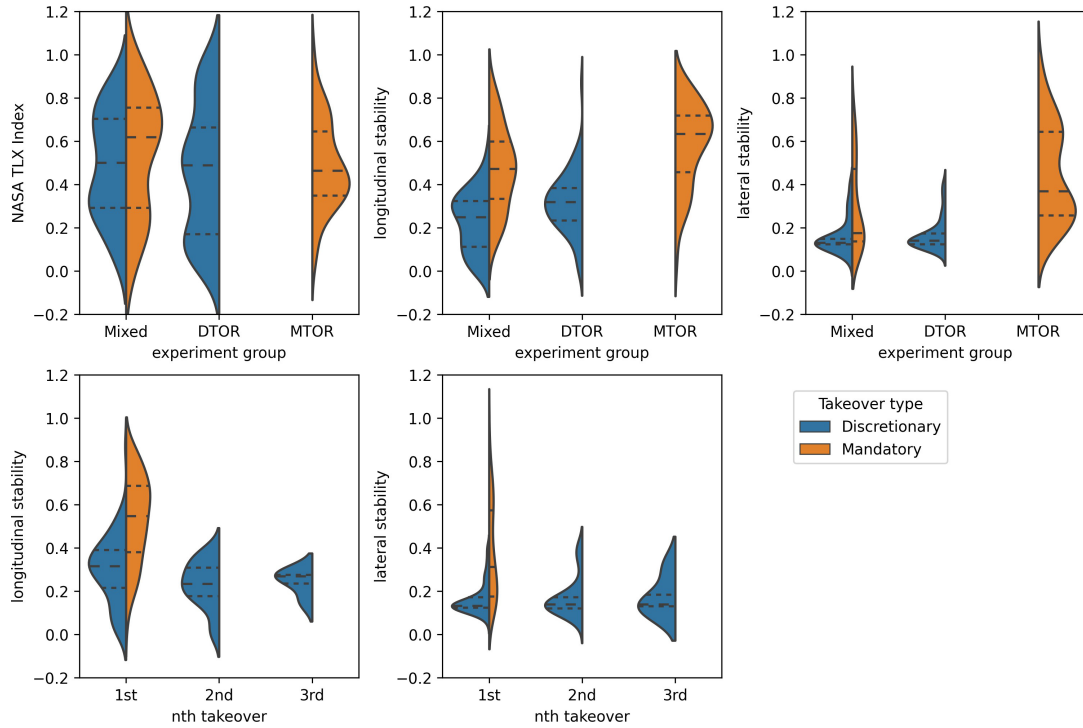 NASA TLX Index
1.2
1.0
0.8
0.6
0.4
0.2
0.0
−0.2
Mixed DTOR MTOR
experiment group
longitudinal stability
1.2
1.0
0.8
0.6
0.4
0.2
0.0
−0.2
Mixed DTOR MTOR
experiment group
lateral stability
1.2
1.0
0.8
0.6
0.4
0.2
0.0
−0.2
Mixed DTOR MTOR
experiment group
longitudinal stability
1.2
1.0
0.8
0.6
0.4
0.2
0.0
−0.2
1st 2nd 3rd
nth takeover
lateral stability
1.2
1.0
0.8
0.6
0.4
0.2
0.0
−0.2
1st 2nd 3rd
nth takeover
Takeover type
Discretionary
Mandatory